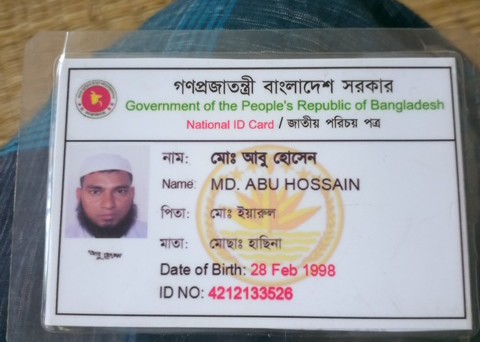 গণপ্রজাতন্ত্রী বাংলাদেশ সরকার
Government of the People's Republic of Bangladesh
National ID Card / জাতীয় পরিচয় পত্র
নাম: মোঃ আবু হোসেন
Name: MD. ABU HOSSAIN
পিতা: মোঃ ইয়ারুল
মাতা: মোছাঃ হাছিনা
Date of Birth: 28 Feb 1998
ID NO: 4212133526